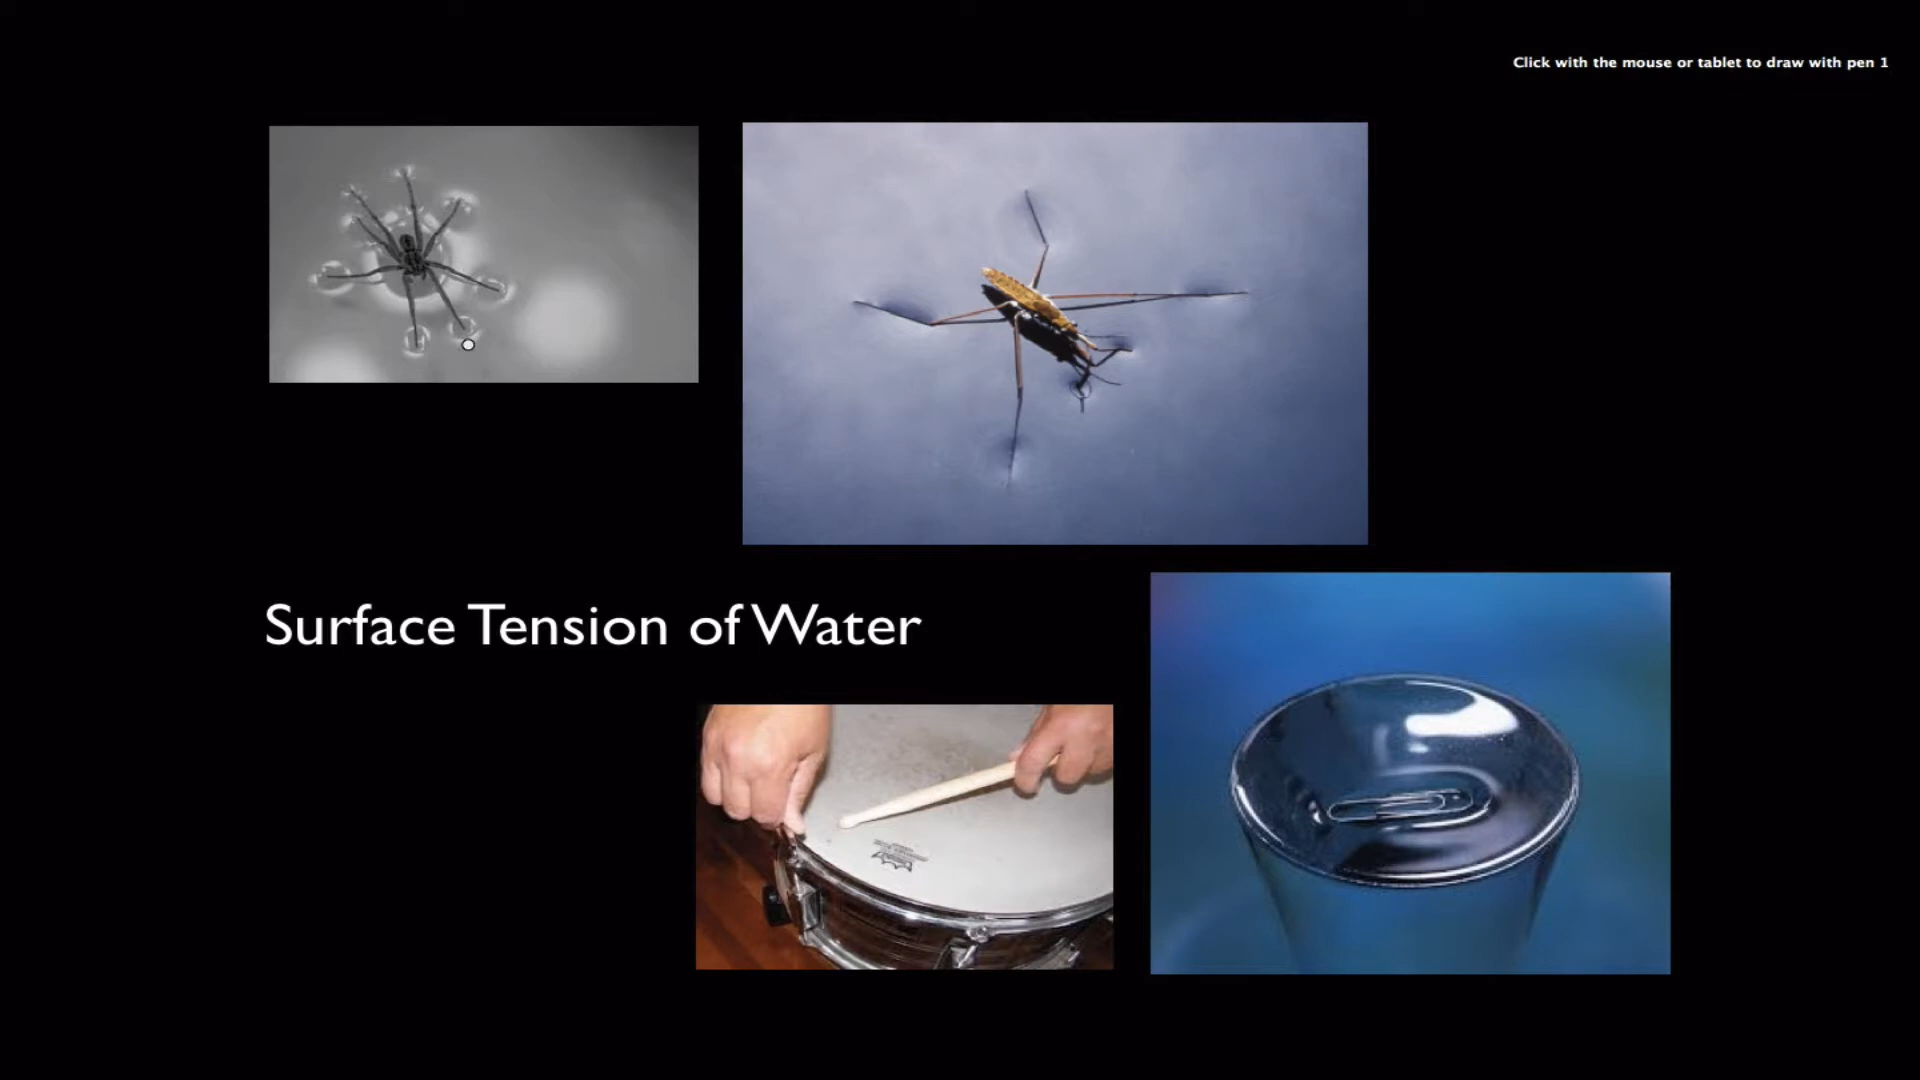 Click with the mouse or tablet to draw with pen 1
Surface Tension of Water